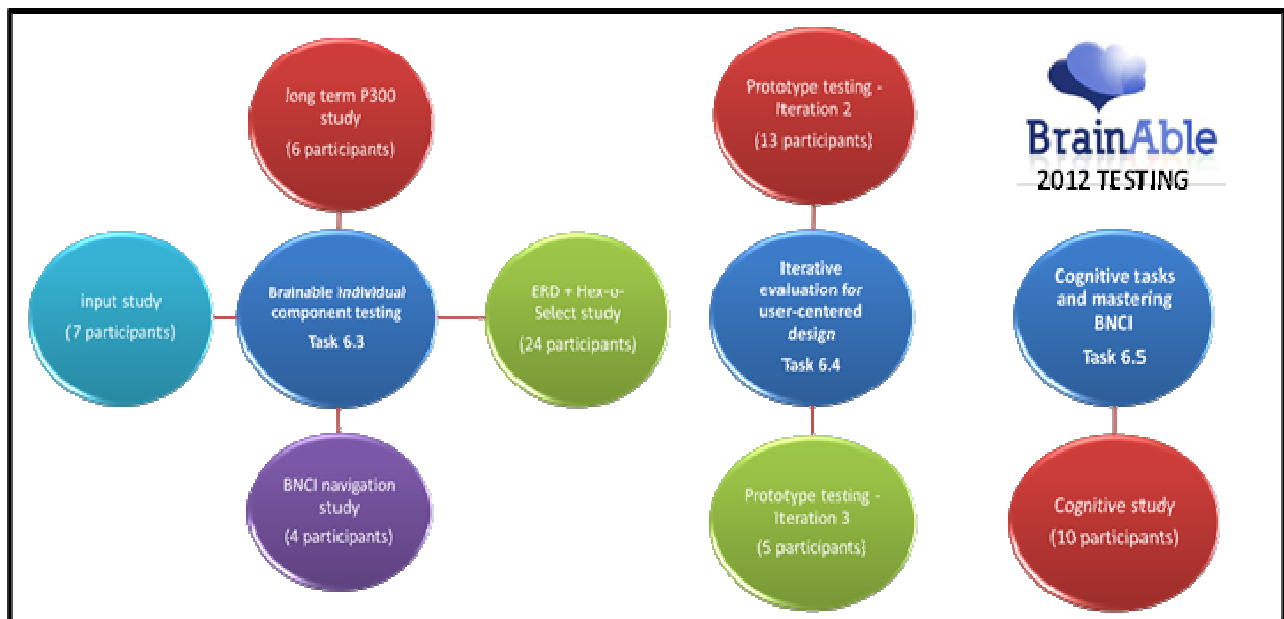 long term P300
study
(6 participants)
input study
(7 participants)
Brainable individual
component testing
Task 6.3
ERD + Hex-o-
Select study
(24 participants)
BNCI navigation
study
(4 participants)
Prototype testing -
Iteration 2
(13 participants)
Iterative
evaluation for
user-centered
design
Task 6.4
Prototype testing -
Iteration 3
(5 participants)
BrainAble
2012 TESTING
Cognitive tasks
and mastering
BNCI
Task 6.5
Cognitive study
(10 participants)